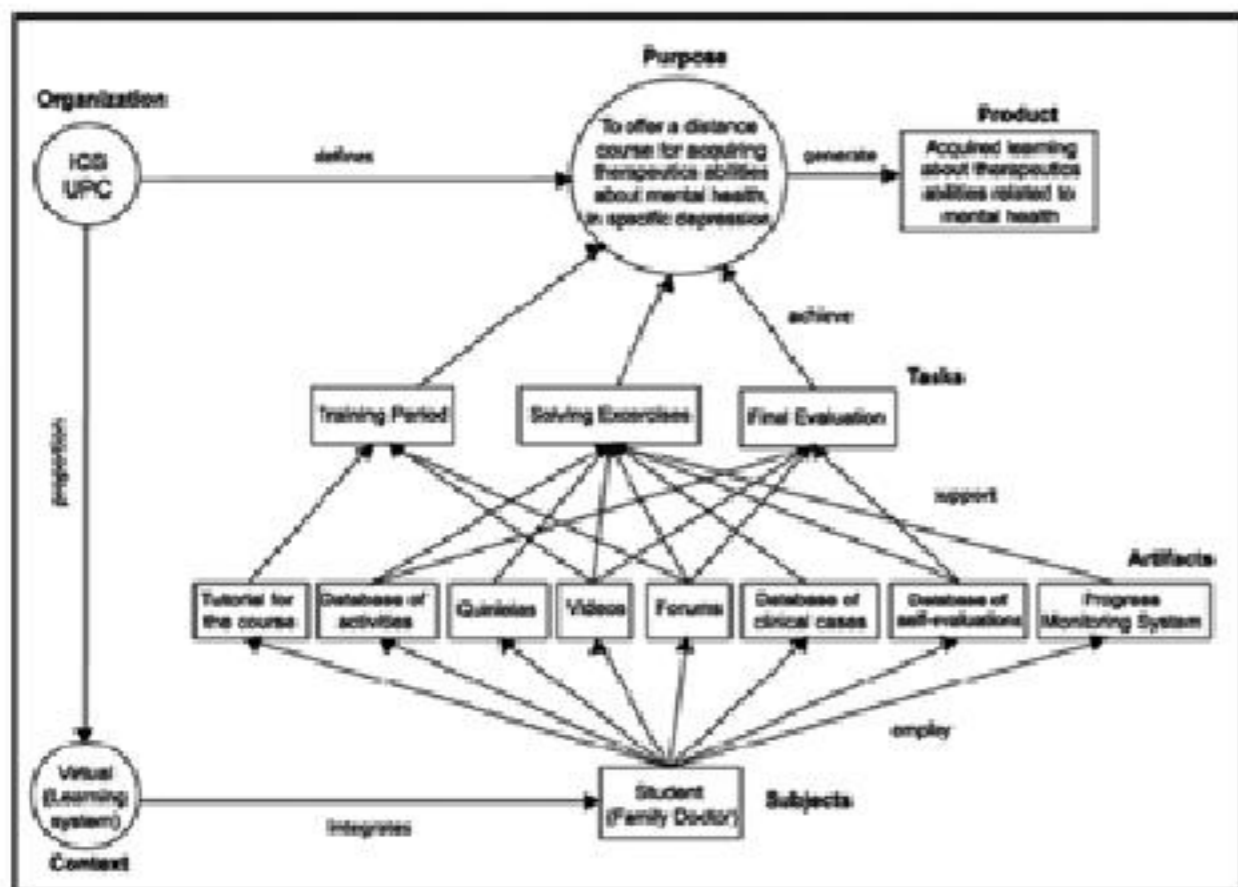 Purpose
Organization
Product
ICS
UPC
defines
To offer a distance
course for acquiring
therapeutics abilities
about mental health,
in specific depression
generate
Acquired learning
about therapeutics
abilities related to
mental health
achieve
Tasks
Training Period
Solving Excercises
Final Evaluation
proportion
support
Artifacts
Tutorial for
the course
Database of
activities
Videos
Forums
Database of
clinical cases
Database of
self-evaluations
Progress
Monitoring System
employ
Virtual
(Learning
system)
Integrates
Student
(Family Doctor)
Subjects
Context